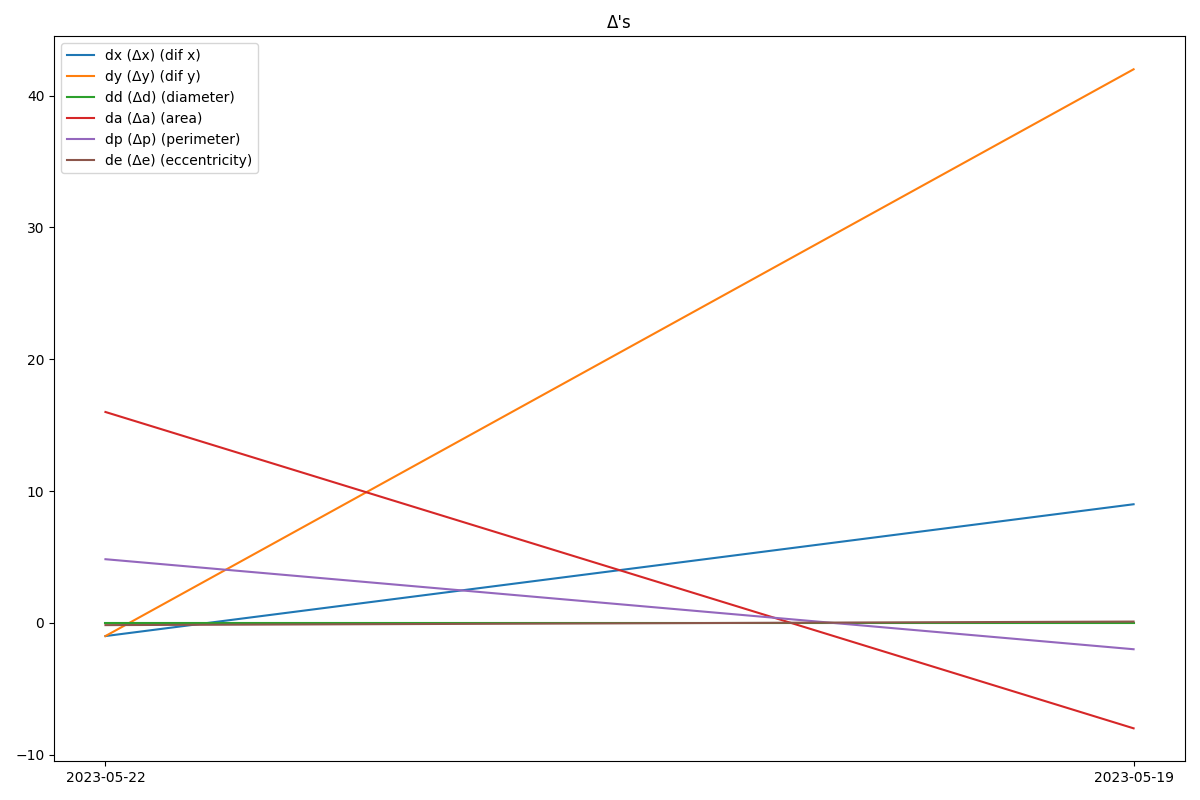 Δ's
dx (Δx) (dif x)
dy (Δy) (dif y)
dd (Δd) (diameter)
da (Δa) (area)
dp (Δp) (perimeter)
de (Δe) (eccentricity)
40
30
20
10
0
−10
2023-05-22 2023-05-19